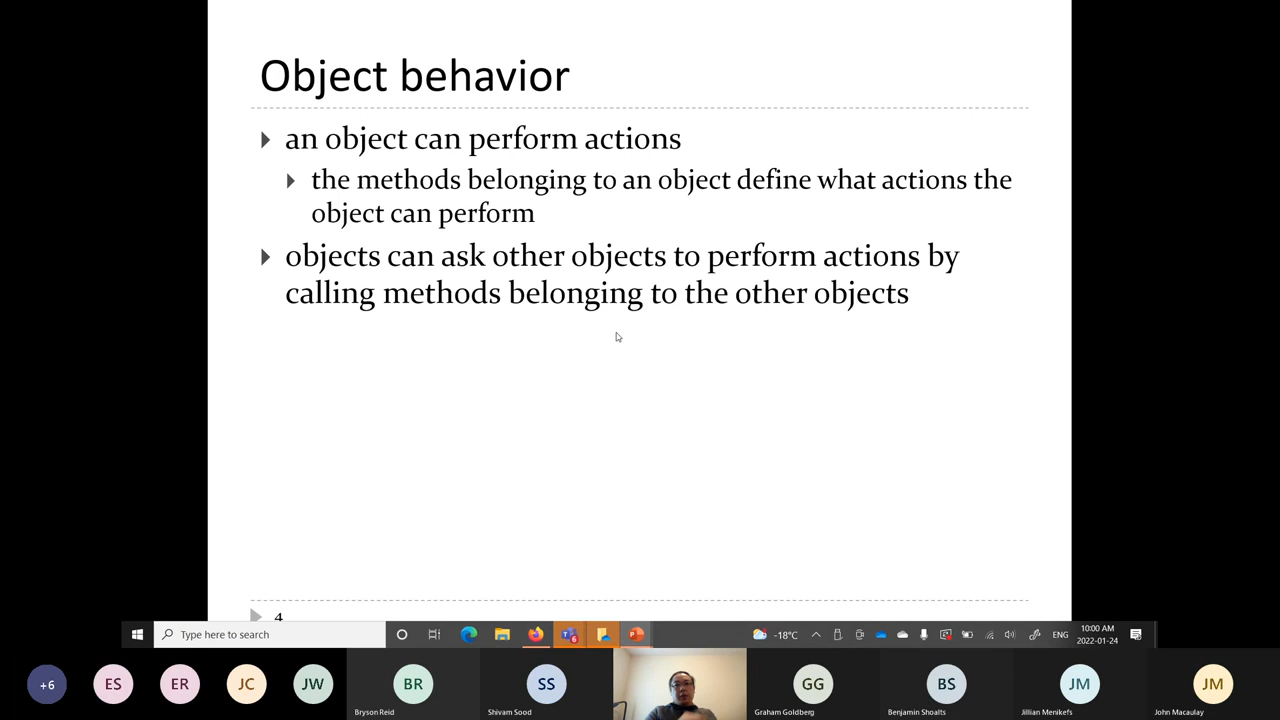 Object behavior
an object can perform actions
the methods belonging to an object define what actions the
object can perform
objects can ask other objects to perform actions by
calling methods belonging to the other objects
4
Type here to search
6
-18°C
ENG
10:00 AM
2022-01-24
+6
ES
ER
JC
JW
BR
Bryson Reid
SS
Shivam Sood
GG
Graham Goldberg
BS
Benjamin Shoalts
JM
Jillian Menikefs
JM
John Macaulay